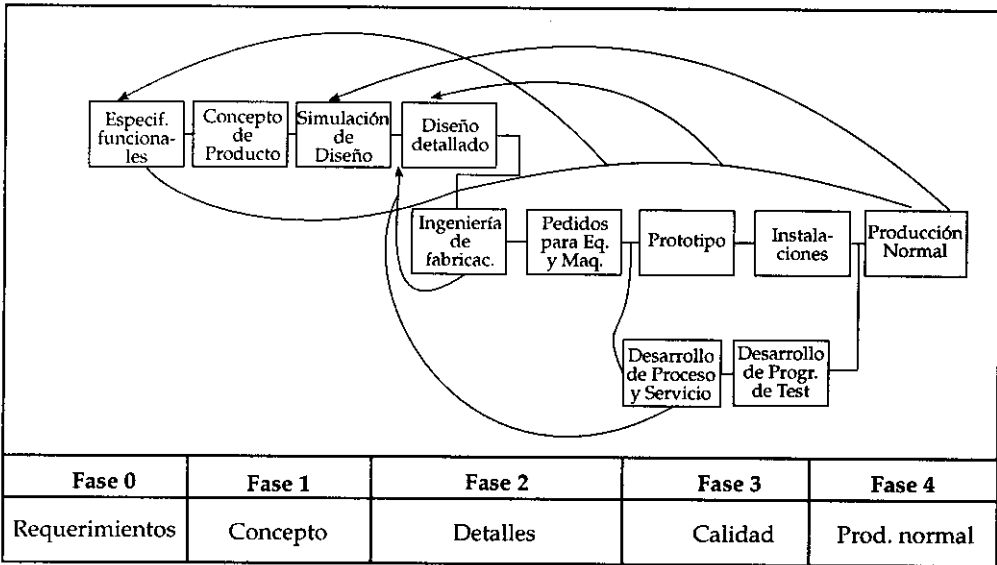 Especif.
funciona-
les
Concepto
de
Producto
Simulación
de
Diseño
Diseño
detallado
Ingeniería
de
fabricac.
Pedidos
para Eq.
y Maq.
Prototipo
Instala-
ciones
Producción
Normal
Desarrollo
de Proceso
y Servicio
Desarrollo
de Progr.
de Test
Fase 0
Fase 1
Fase 2
Fase 3
Fase 4
Requerimientos
Concepto
Detalles
Calidad
Prod. normal